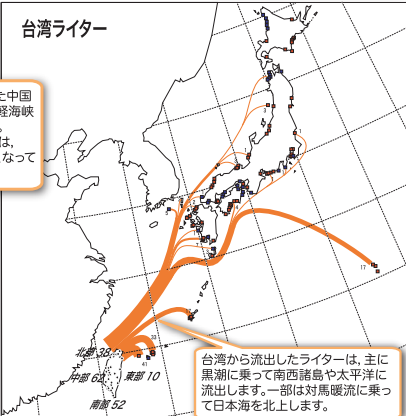 台湾ライター
た中国
軽海峡
。
は,
なって
北部 38
中部 62
東部 10
南部 52
41
17
台湾から流出したライターは, 主に
黒潮に乗って南西諸島や太平洋に
流出します。一部は対馬暖流に乗っ
て日本海を北上します。